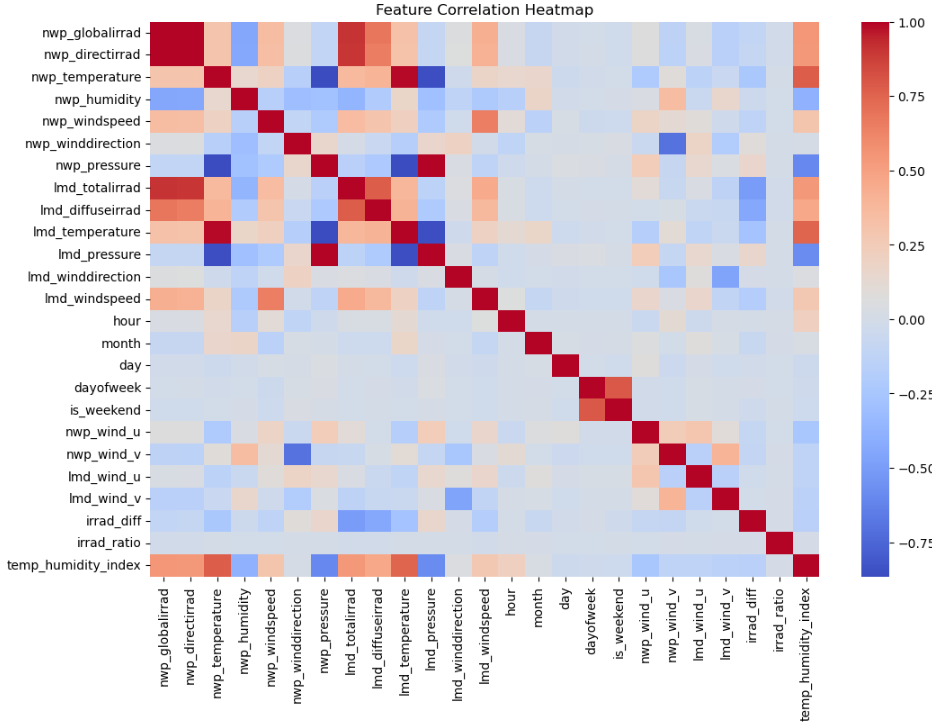 Feature Correlation Heatmap
nwp_globalirrad
nwp_directirrad
nwp_temperature
nwp_humidity
nwp_windspeed
nwp_winddirection
nwp_pressure
lmd_totalirrad
lmd_diffuseirrad
lmd_temperature
lmd_pressure
lmd_winddirection
lmd_windspeed
hour
month
day
dayofweek
is_weekend
nwp_wind_u
nwp_wind_v
lmd_wind_u
lmd_wind_v
irrad_diff
irrad_ratio
temp_humidity_index
nwp_globalirrad
nwp_directirrad
nwp_temperature
nwp_humidity
nwp_windspeed
nwp_winddirection
nwp_pressure
lmd_totalirrad
lmd_diffuseirrad
lmd_temperature
lmd_pressure
lmd_winddirection
lmd_windspeed
hour
month
day
dayofweek
is_weekend
nwp_wind_u
nwp_wind_v
lmd_wind_u
lmd_wind_v
irrad_diff
irrad_ratio
temp_humidity_index
1.00
0.75
0.50
0.25
0.00
−0.25
−0.50
−0.75